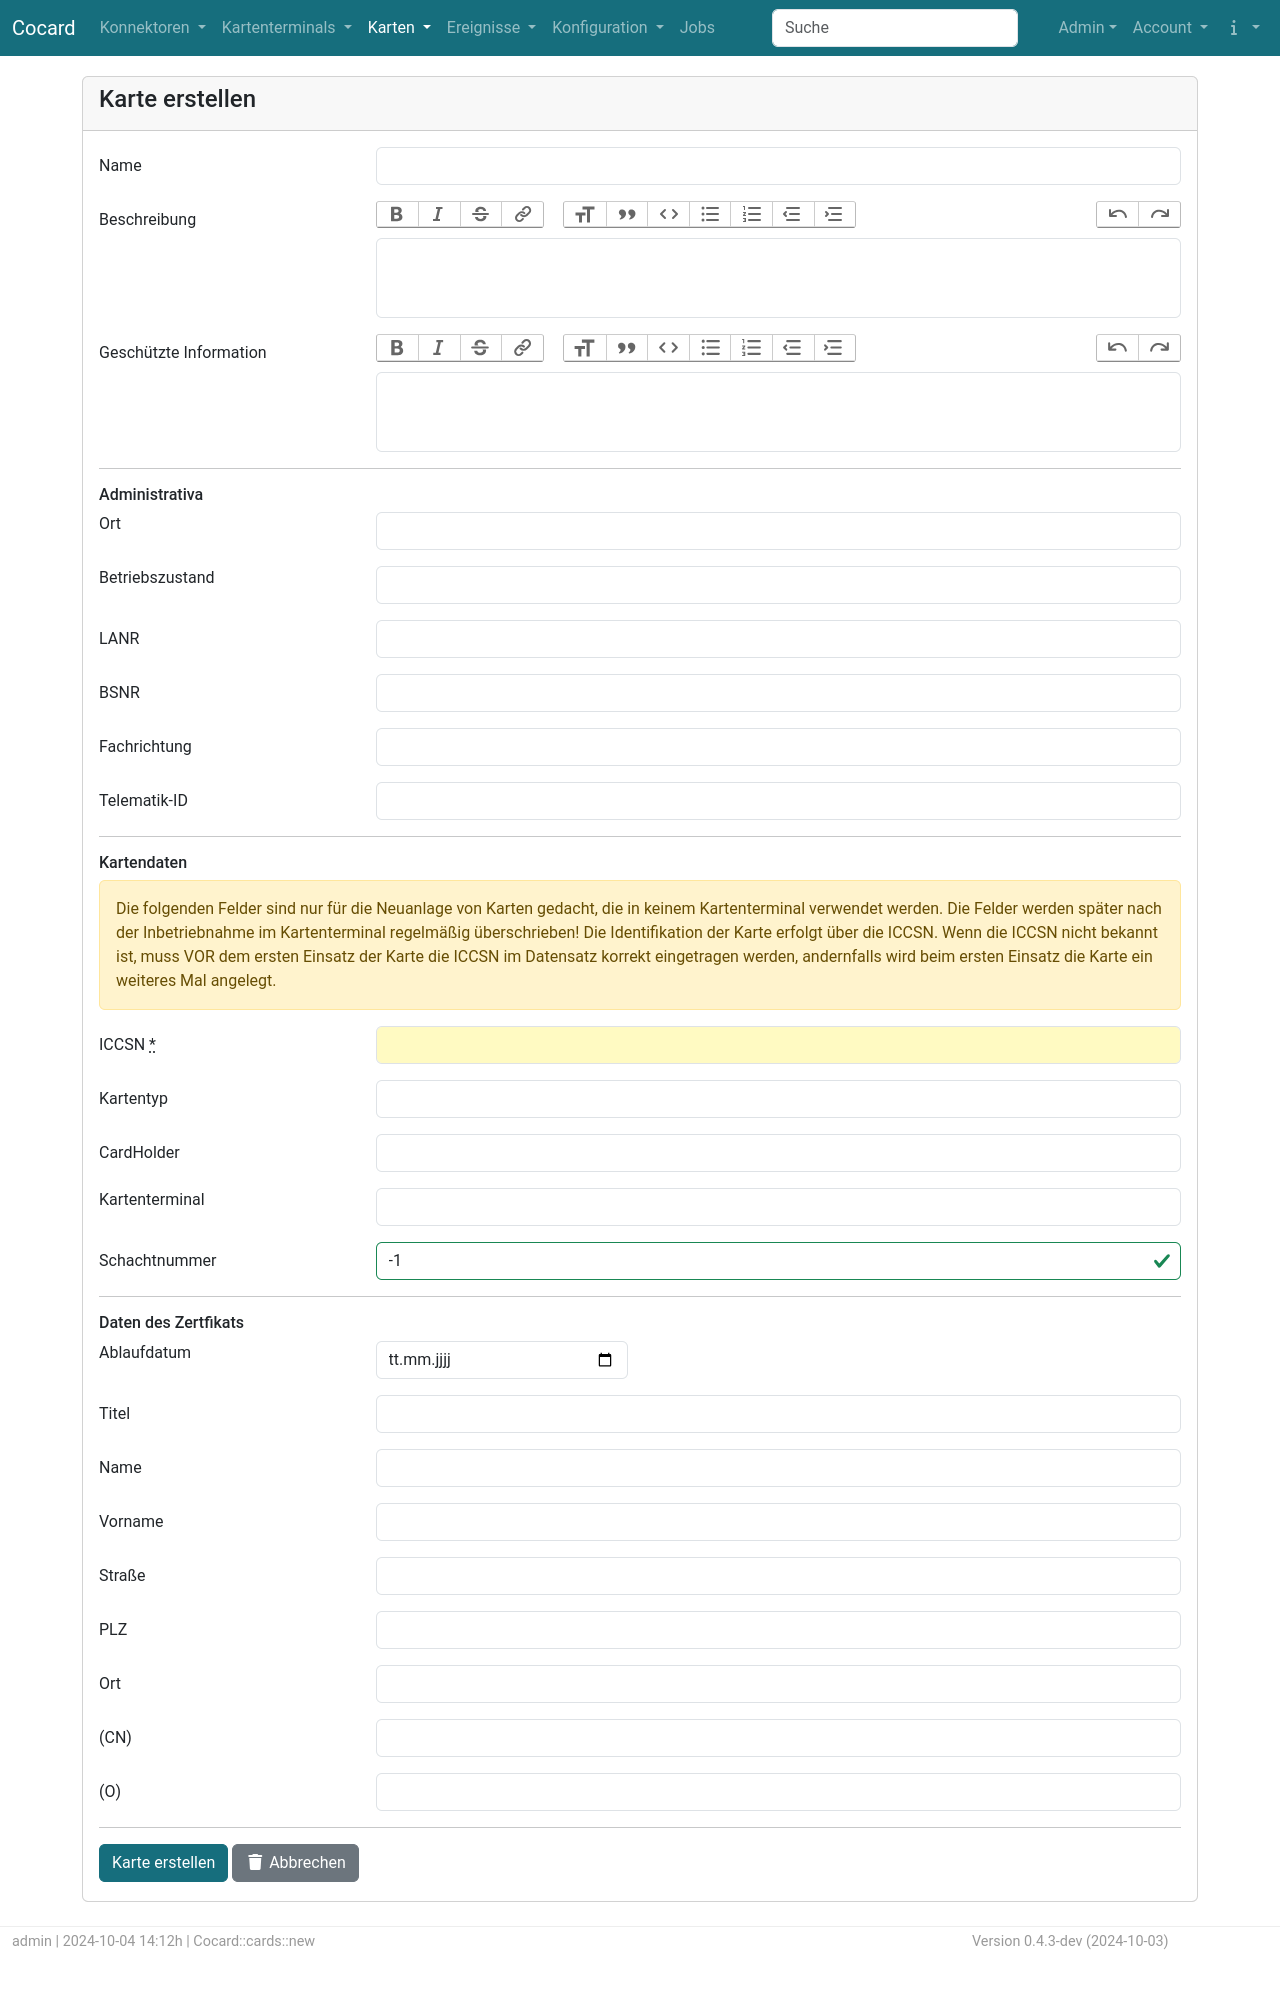 Cocard Konnektoren Kartenterminals Karten Ereignisse Konfiguration Jobs Suche Admin Account
Karte erstellen
Name
Beschreibung
Geschützte Information
Administrativa
Ort
Betriebszustand
LANR
BSNR
Fachrichtung
Telematik-ID
Kartendaten
Die folgenden Felder sind nur für die Neuanlage von Karten gedacht, die in keinem Kartenterminal verwendet werden. Die Felder werden später nach
der Inbetriebnahme im Kartenterminal regelmäßig überschrieben! Die Identifikation der Karte erfolgt über die ICCSN. Wenn die ICCSN nicht bekannt
ist, muss VOR dem ersten Einsatz der Karte die ICCSN im Datensatz korrekt eingetragen werden, andernfalls wird beim ersten Einsatz die Karte ein
weiteres Mal angelegt.
ICCSN *
Kartentyp
CardHolder
Kartenterminal
Schachtnummer -1
Daten des Zertfikats
Ablaufdatum tt.mm.jjjj
Titel
Name
Vorname
Straße
PLZ
Ort
(CN)
(O)
Karte erstellen Abbrechen
admin | 2024-10-04 14:12h | Cocard::cards::new Version 0.4.3-dev (2024-10-03)